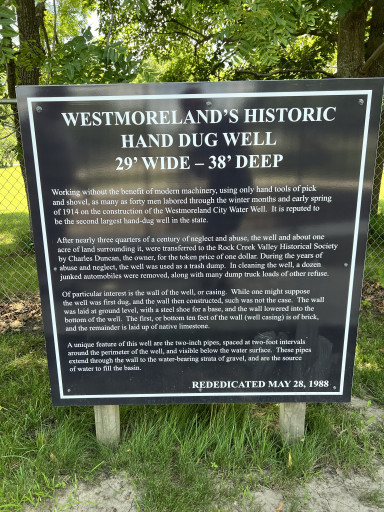 WESTMORELAND'S HISTORIC
HAND DUG WELL
29' WIDE – 38' DEEP
Working without the benefit of modern machinery, using only hand tools of pick
and shovel, as many as forty men labored through the winter months and early spring
of 1914 on the construction of the Westmoreland City Water Well. It is reputed to
be the second largest hand-dug well in the state.
After nearly three quarters of a century of neglect and abuse, the well and about one
acre of land surrounding it, were transferred to the Rock Creek Valley Historical Society
by Charles Duncan, the owner, for the token price of one dollar. During the years of
abuse and neglect, the well was used as a trash dump. In cleaning the well, a dozen
junked automobiles were removed, along with many dump truck loads of other refuse.
Of particular interest is the wall of the well, or casing. While one might suppose
the well was first dug, and the wall then constructed, such was not the case. The wall
was laid at ground level, with a steel shoe for a base, and the wall lowered into the
bottom of the well. The first, or bottom ten feet of the wall (well casing) is of brick,
and the remainder is laid up of native limestone.
A unique feature of this well are the two-inch pipes, spaced at two-foot intervals
around the perimeter of the well, and visible below the water surface. These pipes
extend through the wall to the water-bearing strata of gravel, and are the source
of water to fill the basin.
REDEDICATED MAY 28, 1988